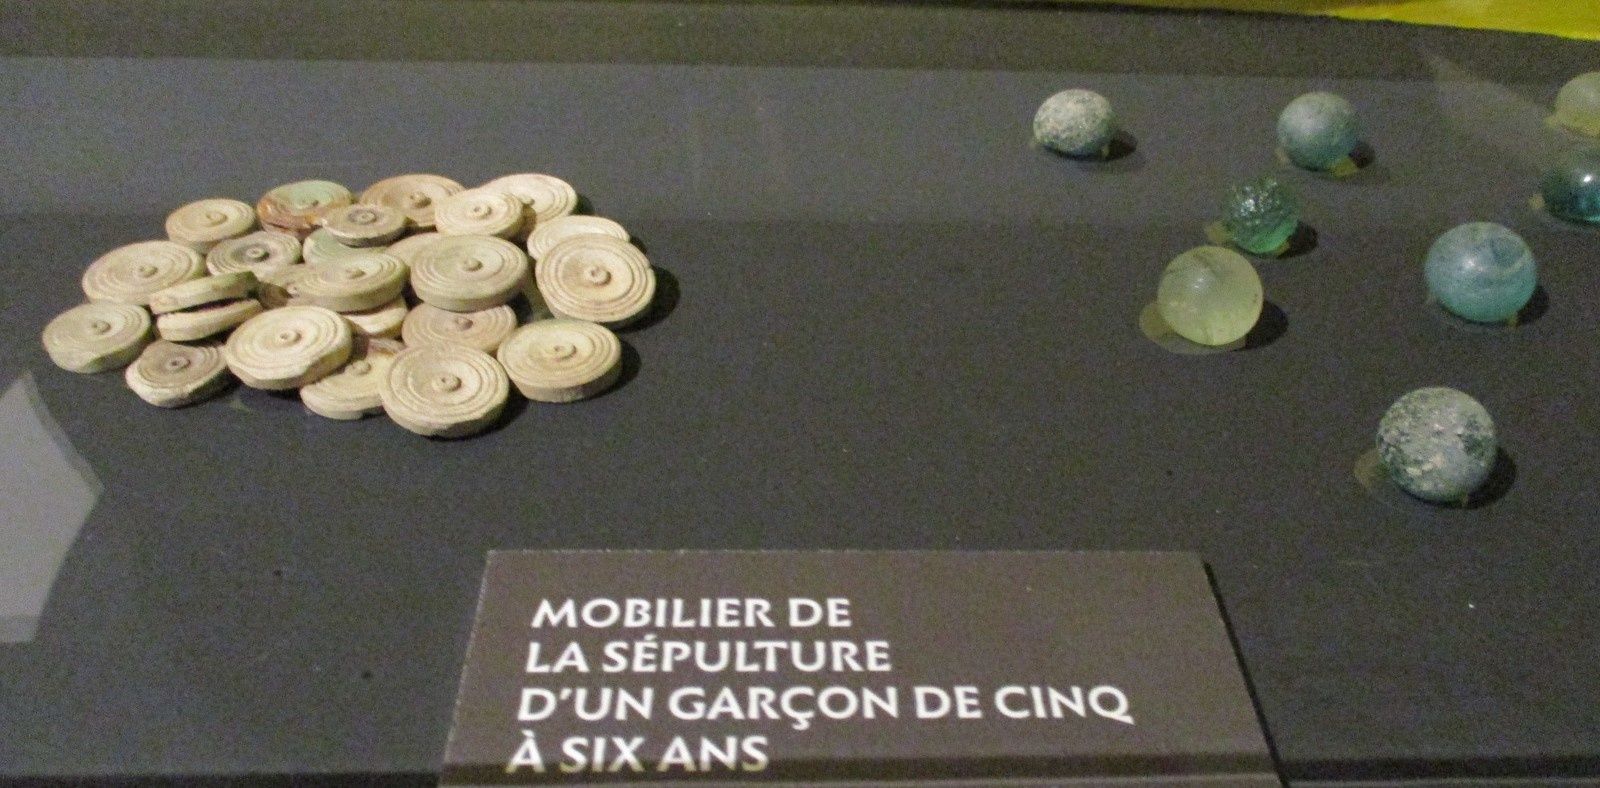 MOBILIER DE
LA SÉPULTURE
D'UN GARÇON DE CINQ
À SIX ANS